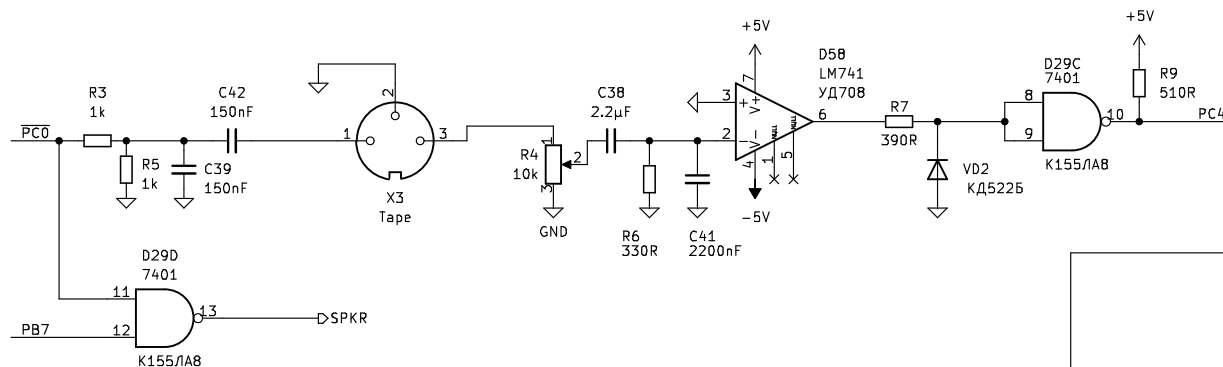 +5V
+5V
D58
LM741
УД708
D29C
7401
R9
510R
C42
150nF
C38
2.2µF
R3
1k
2
7
3
+
V+
6
R7
390R
8
10
PC4
PC0
1
3
1
2
2
−
V−
NULL
NULL
9
R5
1k
C39
150nF
R4
10k
3
4
1
5
VD2
КД522Б
К155ЛА8
X3
Tape
GND
−5V
R6
330R
C41
2200nF
D29D
7401
11
13
SPKR
PB7
12
К155ЛА8